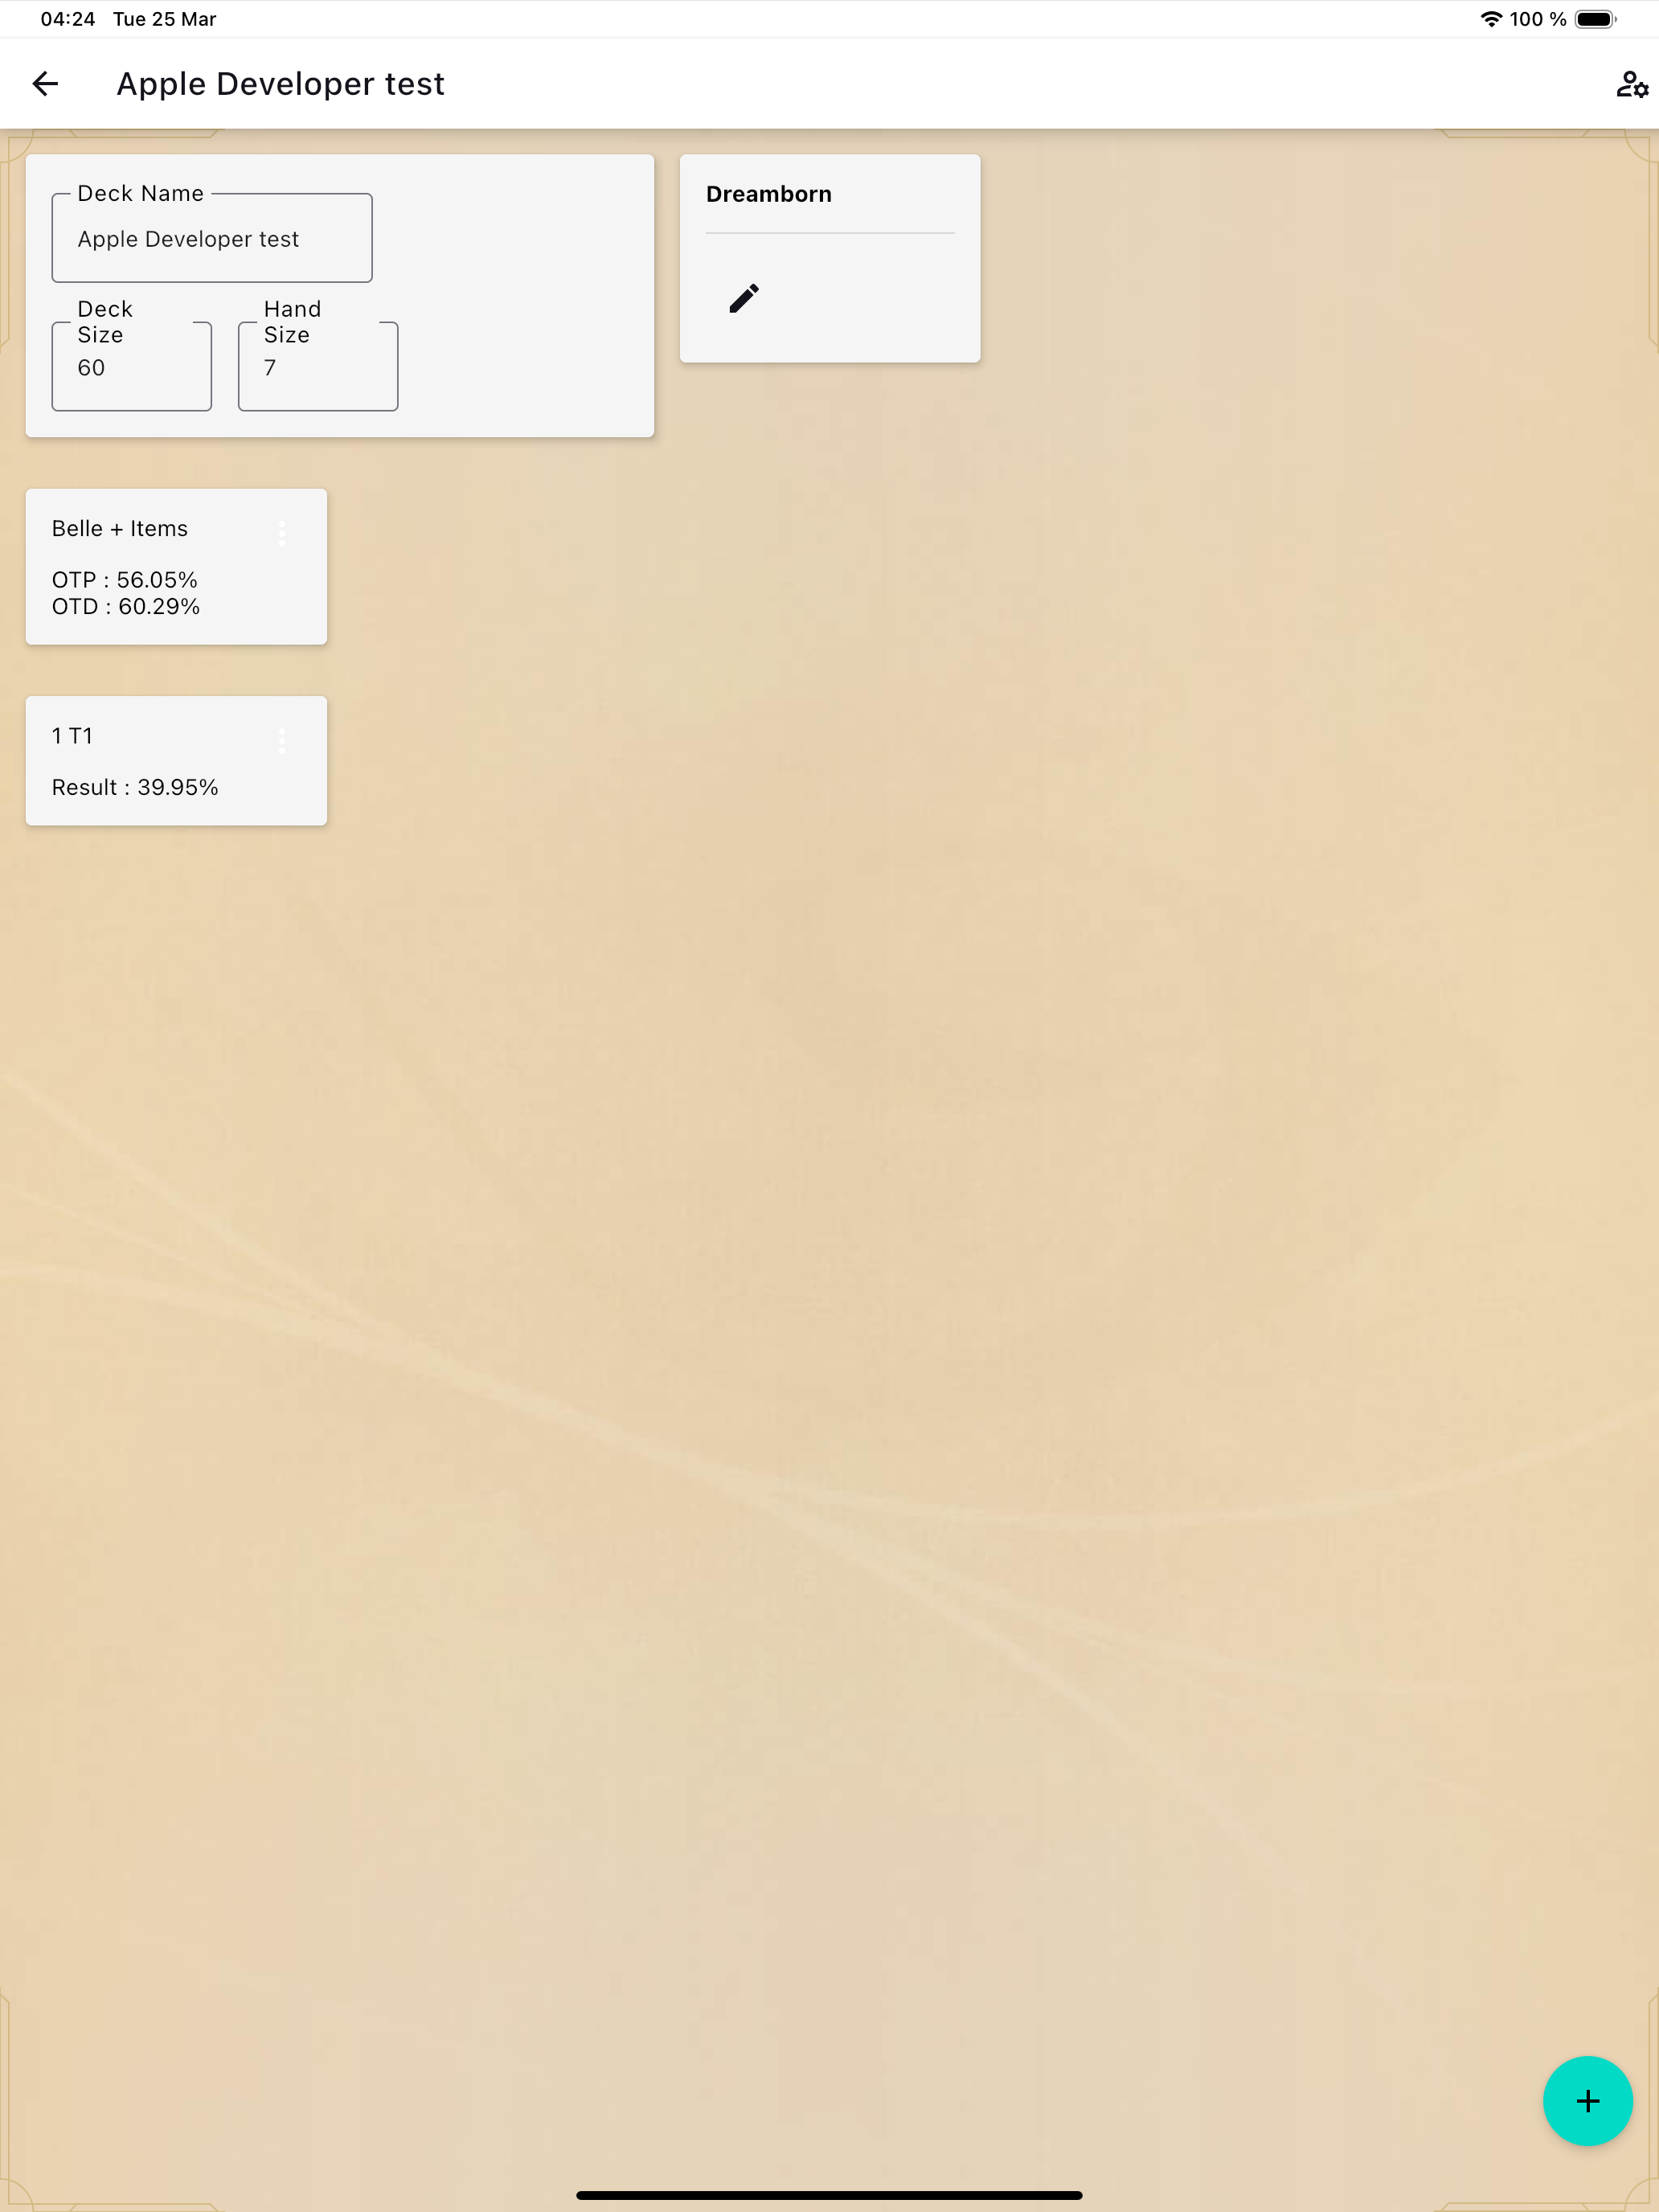 04:24 Tue 25 Mar 100 %
Apple Developer test
Deck Name
Apple Developer test
Deck
Size
60
Hand
Size
7
Dreamborn
Belle + Items
OTP : 56.05%
OTD : 60.29%
1 T1
Result : 39.95%